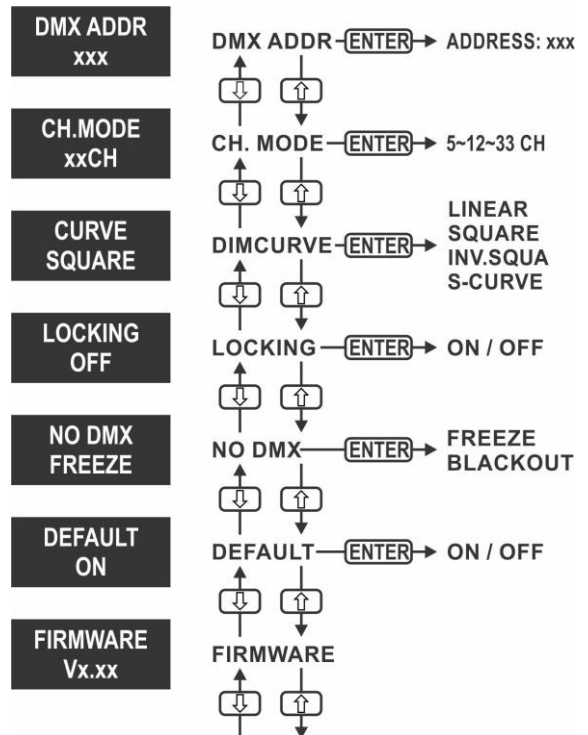 DMX ADDR
xxx
DMX ADDR ENTER ADDRESS: xxx
CH.MODE
xxCH
CH. MODE ENTER 5~12~33 CH
CURVE
SQUARE
DIMCURVE ENTER LINEAR
SQUARE
INV.SQUA
S-CURVE
LOCKING
OFF
LOCKING ENTER ON / OFF
NO DMX
FREEZE
NO DMX ENTER FREEZE
BLACKOUT
DEFAULT
ON
DEFAULT ENTER ON / OFF
FIRMWARE
Vx.xx
FIRMWARE